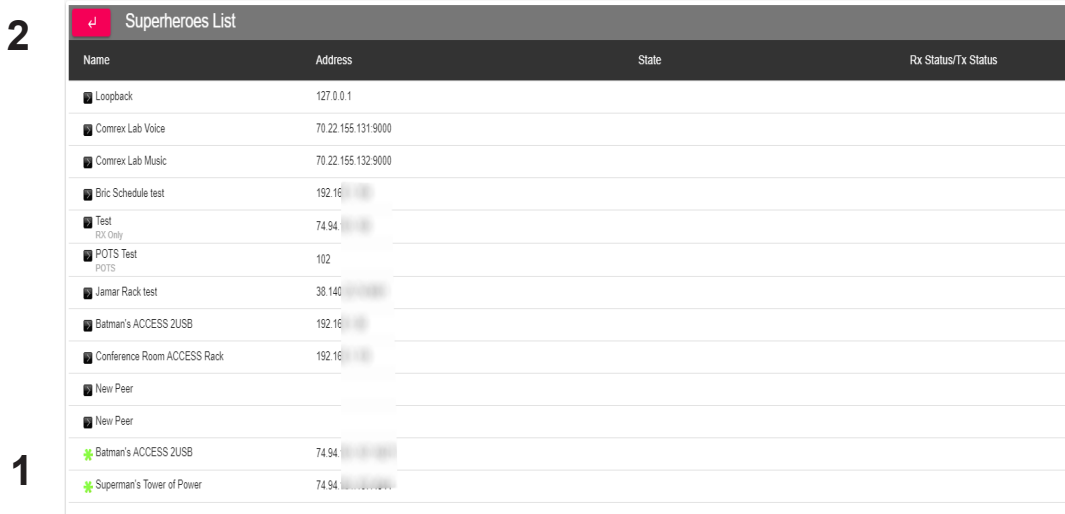 2
Superheroes List
Name Address State Rx Status/Tx Status
Loopback 127.0.0.1
Comrex Lab Voice 70.22.155.131:9000
Comrex Lab Music 70.22.155.132:9000
Bric Schedule test 192.16
Test 74.94.
RX Only
POTS Test 102
POTS
Jamar Rack test 38.140
Batman's ACCESS 2USB 192.16
Conference Room ACCESS Rack 192.16
New Peer
New Peer
1
Batman's ACCESS 2USB 74.94.
Superman's Tower of Power 74.94.